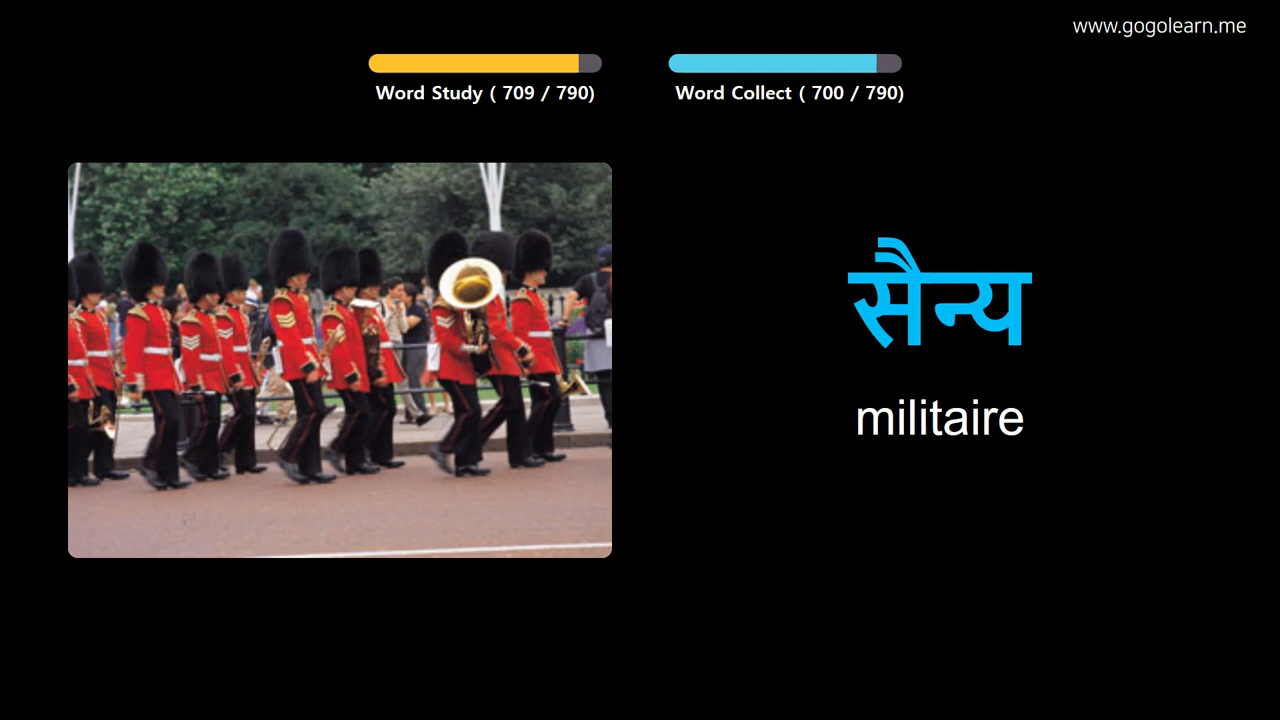 www.gogolearn.me
Word Study ( 709 / 790)
Word Collect ( 700 / 790)
सैन्य
militaire